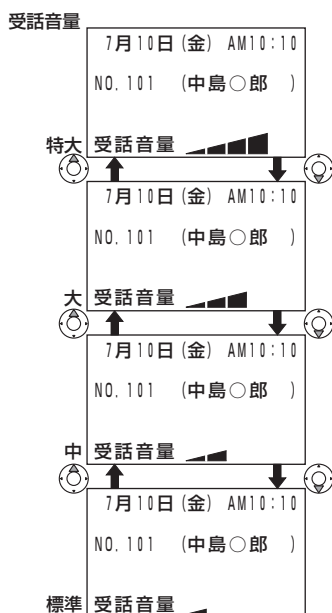 受話音量
7月10日(金) AM10:10
NO.101 (中島○郎 )
特大 受話音量
7月10日(金) AM10:10
NO.101 (中島○郎 )
大 受話音量
7月10日(金) AM10:10
NO.101 (中島○郎 )
中 受話音量
7月10日(金) AM10:10
NO.101 (中島○郎 )
標準 受話音量